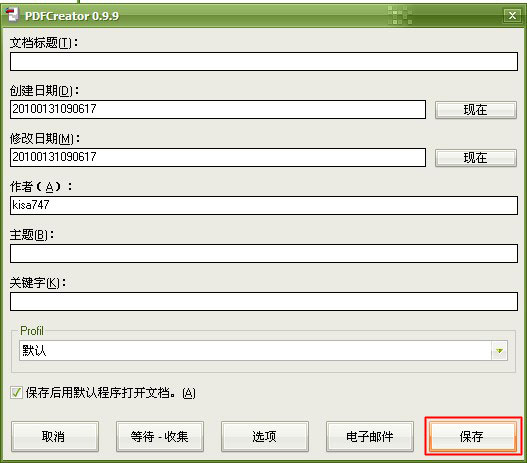 PDFCreator 0.9.9
文档标题(T):
创建日期(D):
20100131090617
现在
修改日期(M):
20100131090617
现在
作者(A):
kisa747
主题(B):
关键字(K):
Profil
默认
保存后用默认程序打开文档。(A)
取消
等待 - 收集
选项
电子邮件
保存